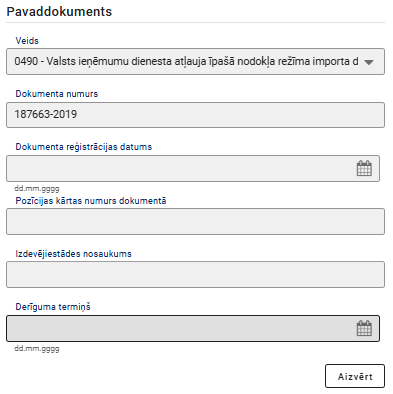 Pavaddokuments
Veids
0490 - Valsts ieņēmumu dienesta atļauja īpašā nodokļa režīma importa d
Dokumenta numurs
187663-2019
Dokumenta reģistrācijas datums
dd.mm.gggg
Pozīcijas kārtas numurs dokumentā
Izdevējiestādes nosaukums
Derīguma termiņš
dd.mm.gggg
Aizvērt